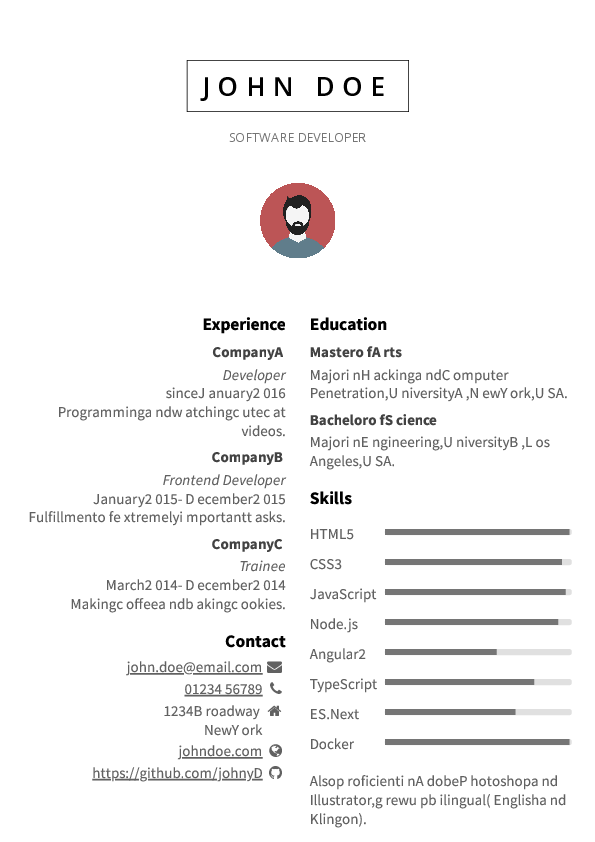 JOHN DOE
SOFTWARE DEVELOPER
Experience
CompanyA
Developer
sinceJ anuary2 016
Programminga ndw atchingc utec at
videos.
CompanyB
Frontend Developer
January2 015- D ecember2 015
Fulfillmento fe xtremelyi mportantt asks.
CompanyC
Trainee
March2 014- D ecember2 014
Makingc offeea ndb akingc ookies.
Contact
john.doe@email.com
01234 56789
1234B roadway
NewY ork
johndoe.com
https://github.com/johnyD
Education
Mastero fA rts
Majori nH ackinga ndC omputer
Penetration,U niversityA ,N ewY ork,U SA.
Bacheloro fS cience
Majori nE ngineering,U niversityB ,L os
Angeles,U SA.
Skills
HTML5
CSS3
JavaScript
Node.js
Angular2
TypeScript
ES.Next
Docker
Alsop roficienti nA dobeP hotoshopa nd
Illustrator,g rewu pb ilingual( Englisha nd
Klingon).